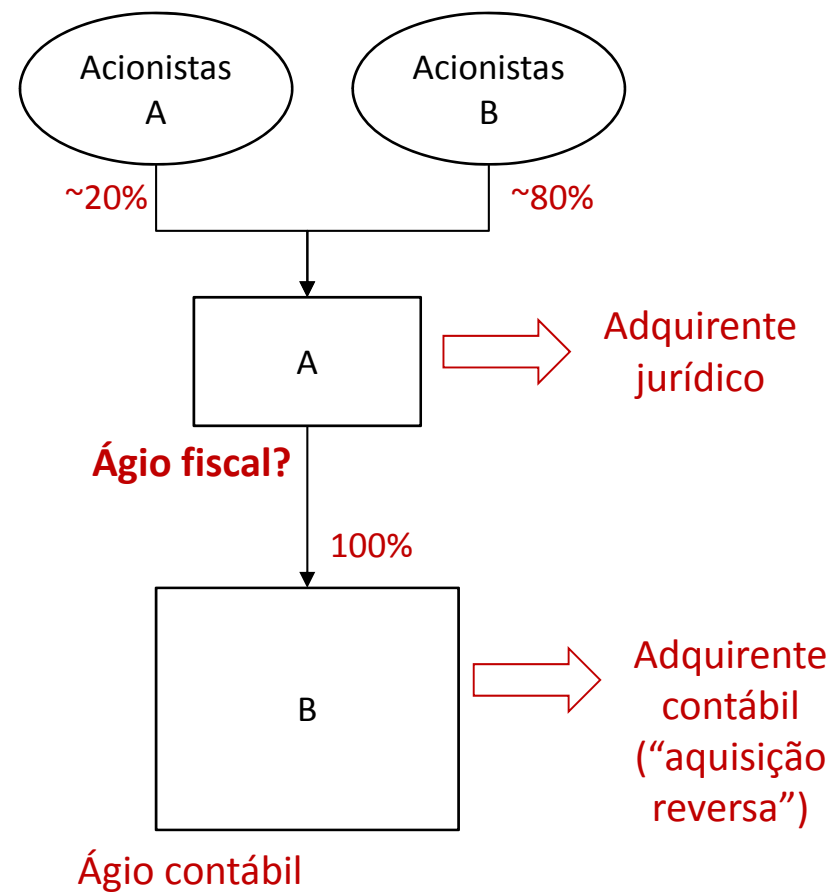 Acionistas
A
Acionistas
B
~20%
~80%
A
Adquirente
jurídico
Ágio fiscal?
100%
B
Adquirente
contábil
(“aquisição
reversa”)
Ágio contábil